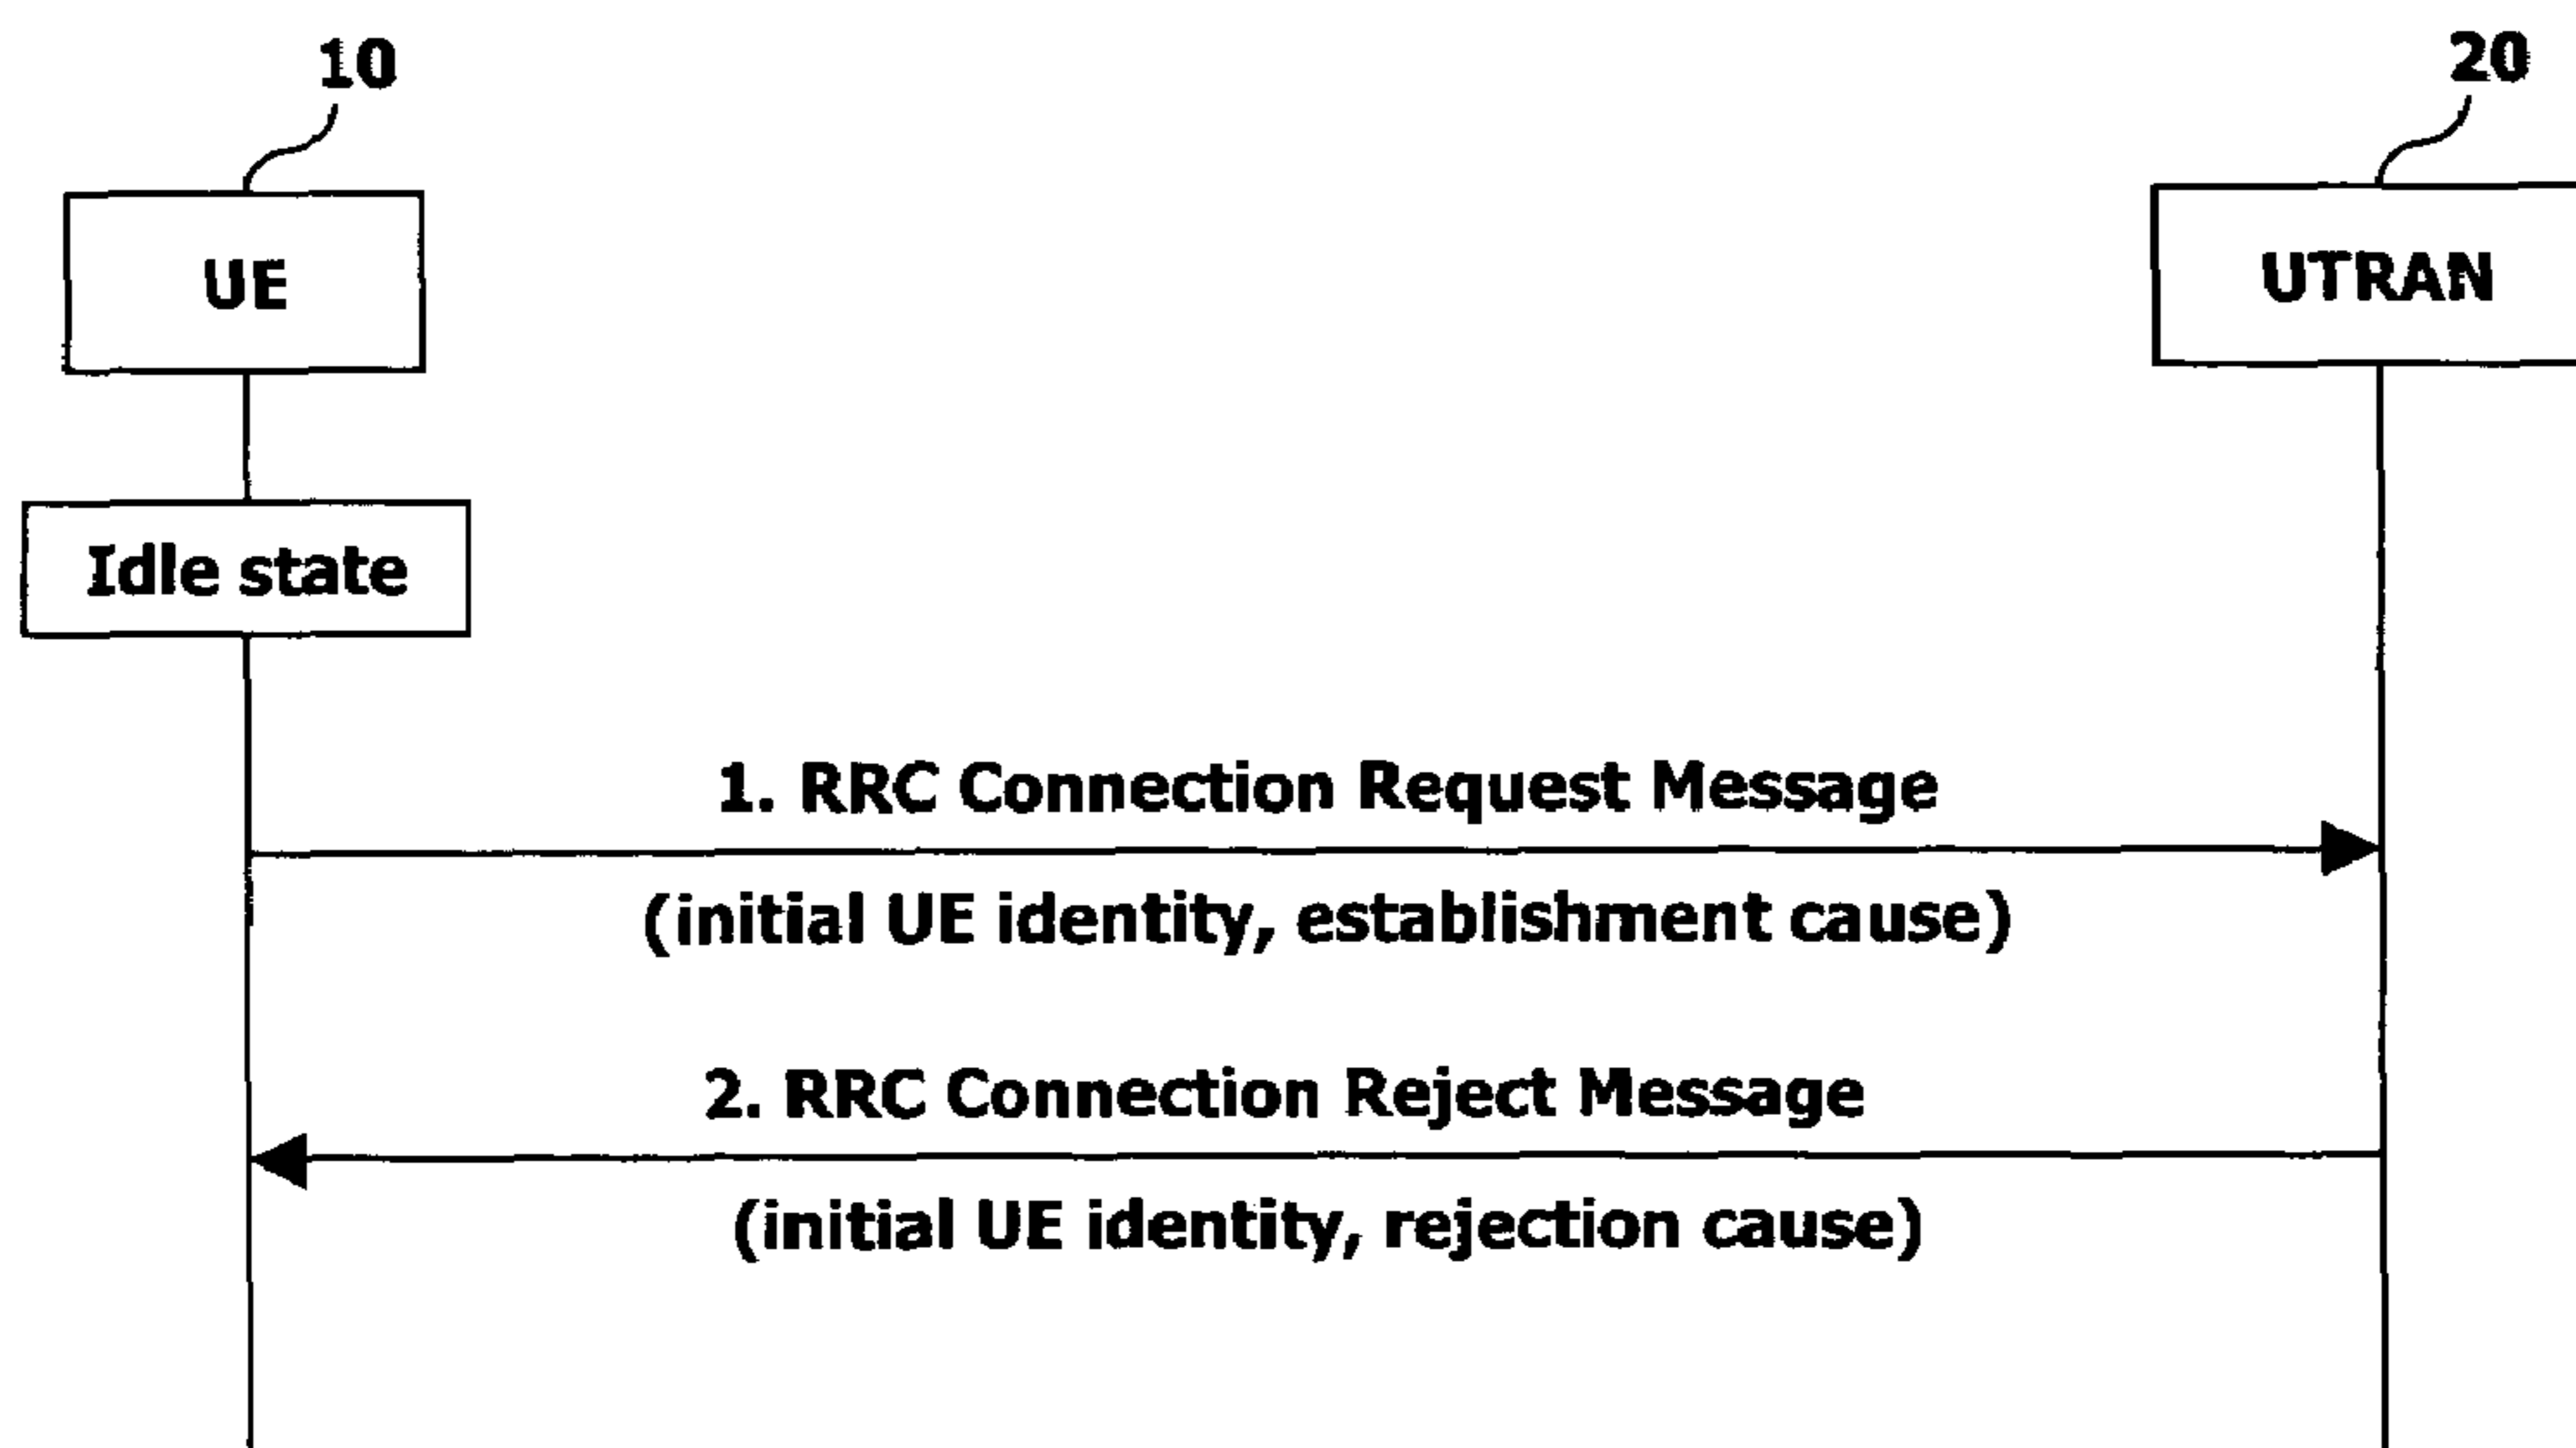 10
20
UE
UTRAN
Idle state
1. RRC Connection Request Message
(initial UE identity, establishment cause)
2. RRC Connection Reject Message
(initial UE identity, rejection cause)